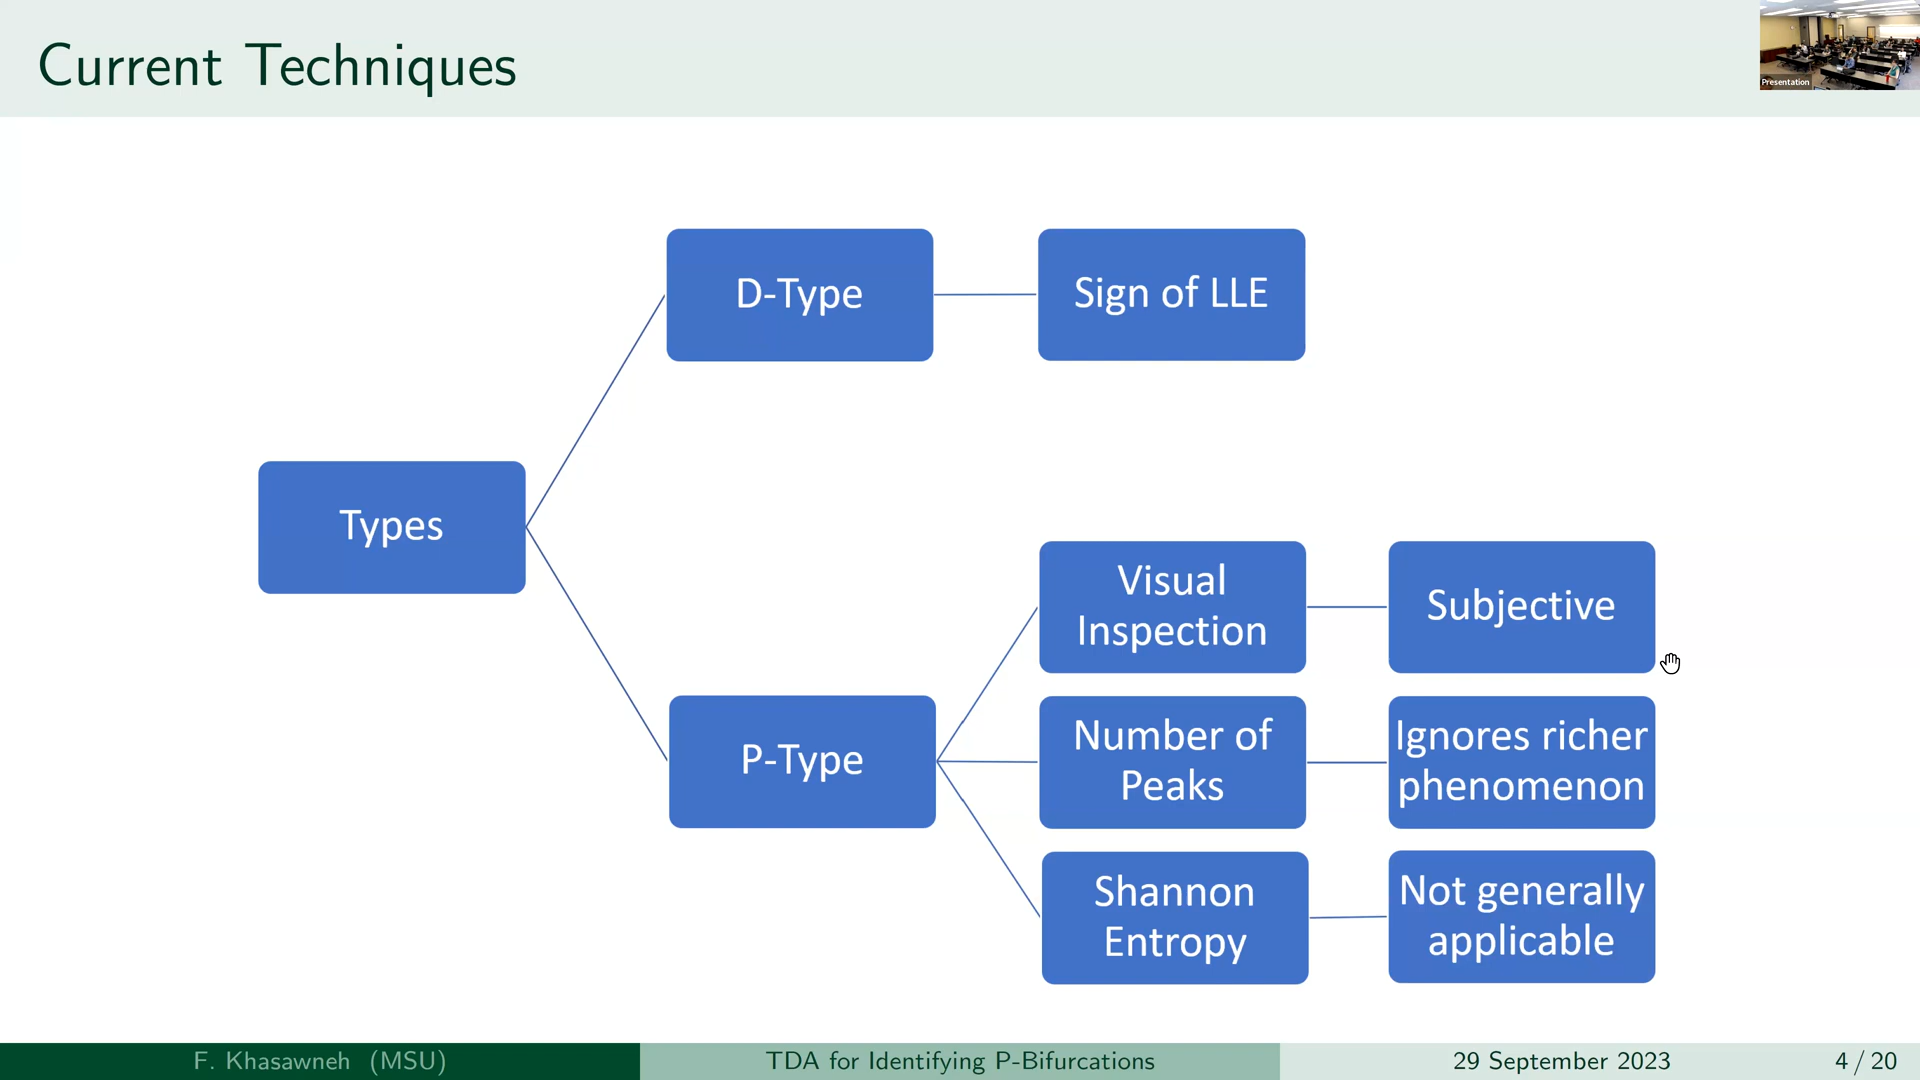 Current Techniques
Presentation
D-Type
Sign of LLE
Types
P-Type
Visual
Inspection
Subjective
Number of
Peaks
Ignores richer
phenomenon
Shannon
Entropy
Not generally
applicable
F. Khasawneh (MSU)
TDA for Identifying P-Bifurcations
29 September 2023
4 / 20